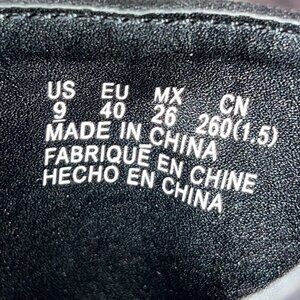 US EU MX CN
9 40 26 260(1.5)
MADE IN CHINA
FABRIQUE EN CHINE
HECHO EN CHINA